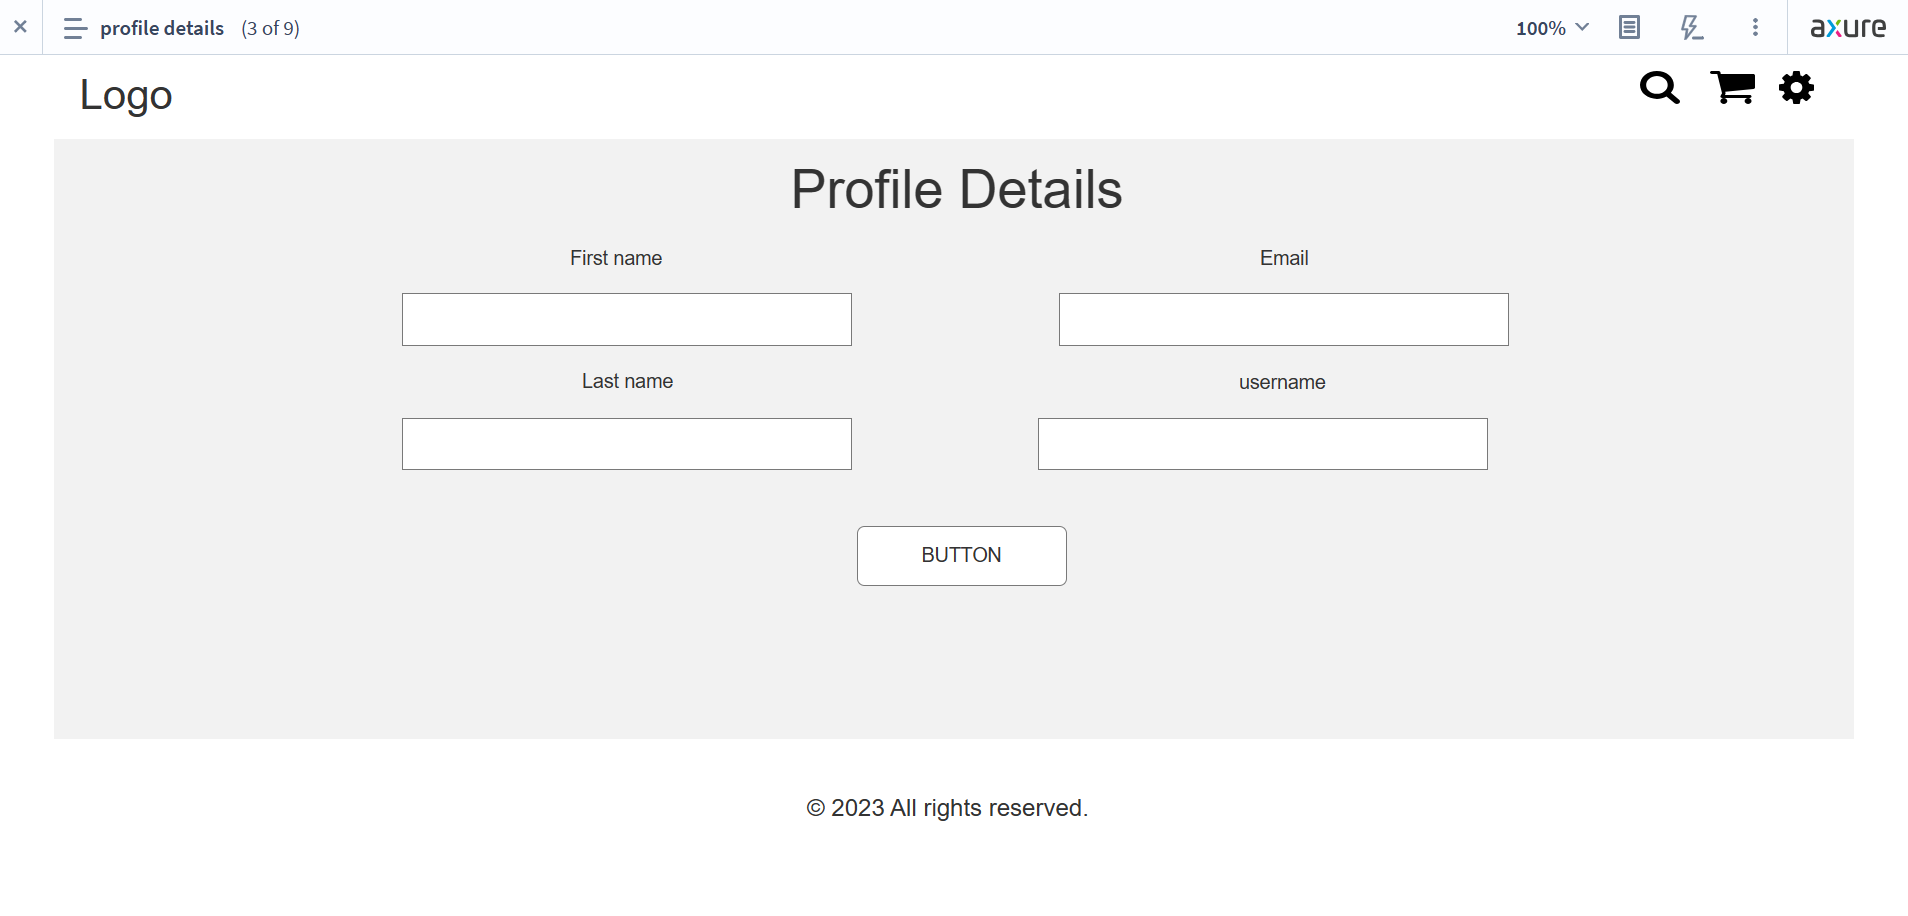 profile details (3 of 9)
100%
axure
Logo
Profile Details
First name
Email
Last name
username
BUTTON
© 2023 All rights reserved.